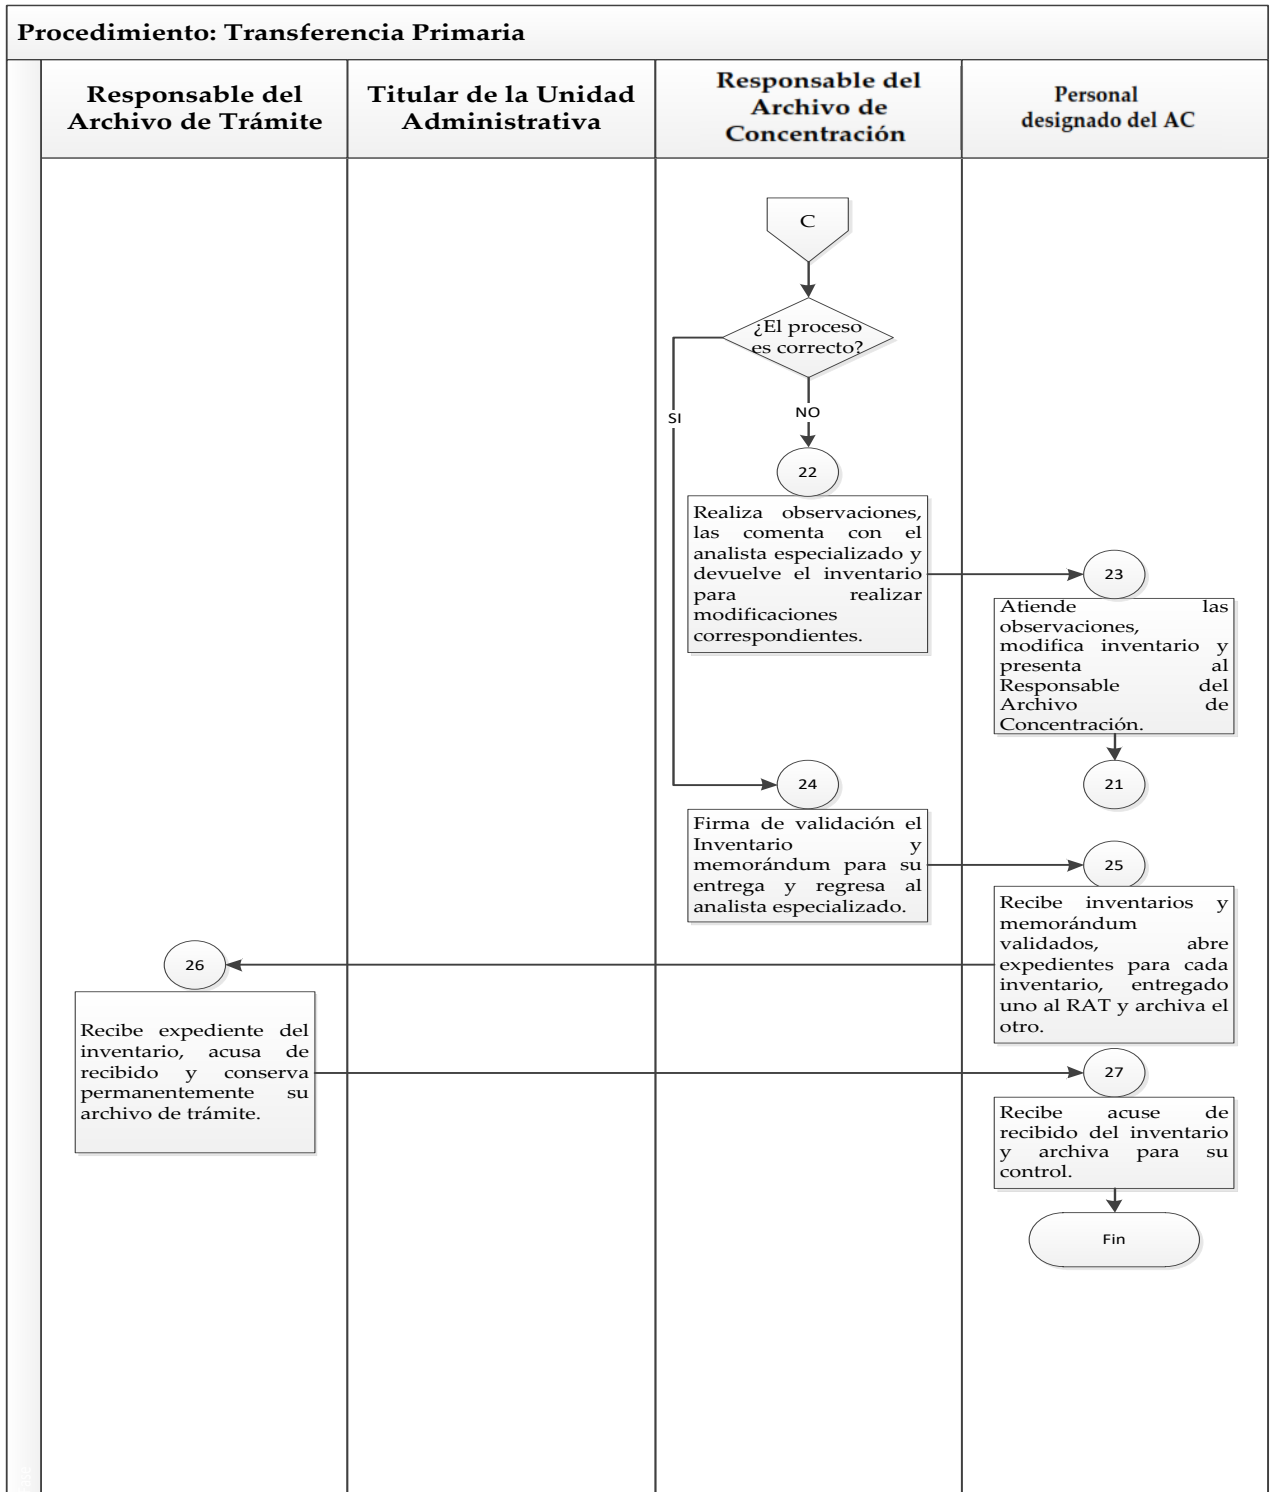 Procedimiento: Transferencia Primaria
Responsable del
Archivo de Trámite
Titular de la Unidad
Administrativa
Responsable del
Archivo de
Concentración
Personal
designado del AC
C
¿El proceso
es correcto?
SI
NO
22
Realiza observaciones,
las comenta con el
analista especializado y
devuelve el inventario
para realizar
modificaciones
correspondientes.
23
Atiende las
observaciones,
modifica inventario y
presenta al
Responsable del
Archivo de
Concentración.
21
24
Firma de validación el
Inventario y
memorándum para su
entrega y regresa al
analista especializado.
25
Recibe inventarios y
memorándum
validados, abre
expedientes para cada
inventario, entregado
uno al RAT y archiva el
otro.
26
Recibe expediente del
inventario, acusa de
recibido y conserva
permanentemente su
archivo de trámite.
27
Recibe acuse de
recibido del inventario
y archiva para su
control.
Fin